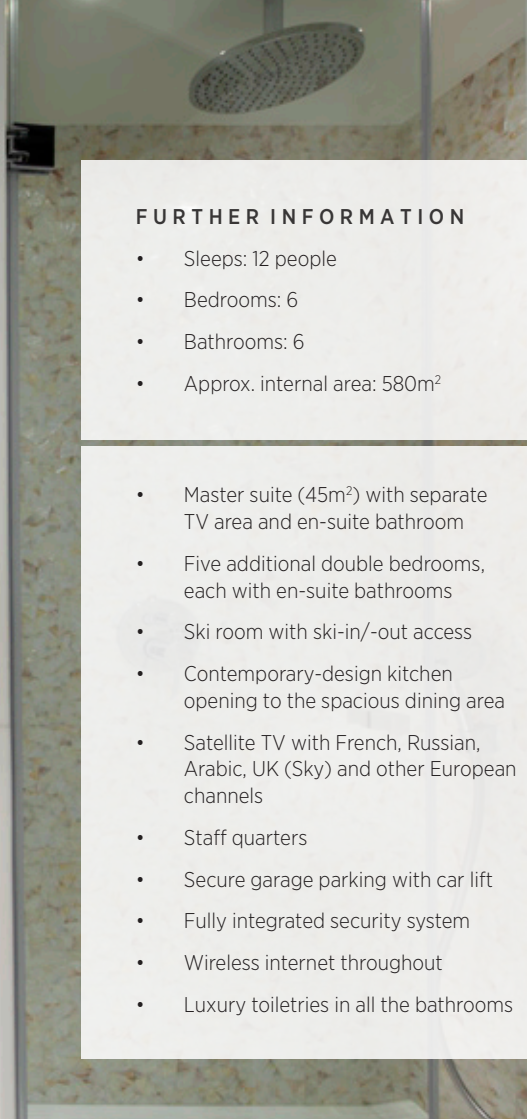 FURTHER INFORMATION
• Sleeps: 12 people
• Bedrooms: 6
• Bathrooms: 6
• Approx. internal area: 580m²
• Master suite (45m²) with separate
TV area and en-suite bathroom
• Five additional double bedrooms,
each with en-suite bathrooms
• Ski room with ski-in/-out access
• Contemporary-design kitchen
opening to the spacious dining area
• Satellite TV with French, Russian,
Arabic, UK (Sky) and other European
channels
• Staff quarters
• Secure garage parking with car lift
• Fully integrated security system
• Wireless internet throughout
• Luxury toiletries in all the bathrooms